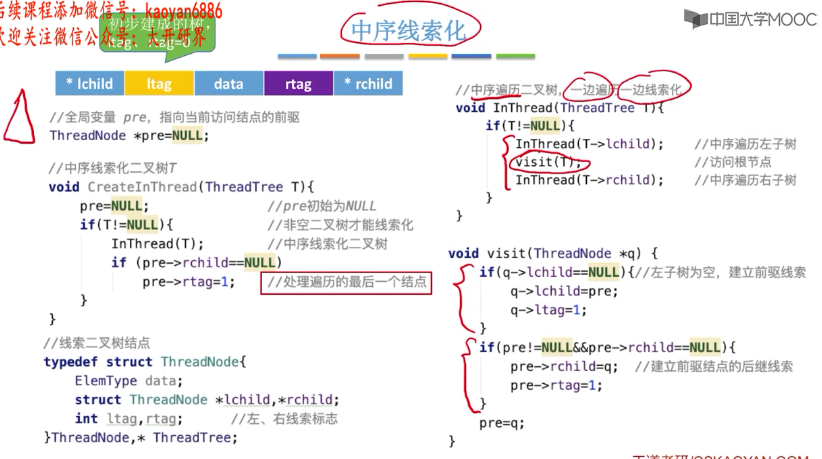 后续课程添加微信号：kaoyan6886
欢迎关注微信公众号：大开研界
初步建成的树，
ltag、rtag=0
中序线索化
中国大学MOOC
* lchild ltag data rtag * rchild
//全局变量 pre，指向当前访问结点的前驱
ThreadNode *pre=NULL;
//中序线索化二叉树T
void CreateInThread(ThreadTree T){
pre=NULL; //pre初始为NULL
if(T!=NULL){ //非空二叉树才能线索化
InThread(T); //中序线索化二叉树
if (pre->rchild==NULL)
pre->rtag=1; //处理遍历的最后一个结点
}
}
//线索二叉树结点
typedef struct ThreadNode{
ElemType data;
struct ThreadNode *lchild,*rchild;
int ltag,rtag; //左、右线索标志
}ThreadNode,* ThreadTree;
//中序遍历二叉树，一边遍历一边线索化
void InThread(ThreadTree T){
if(T!=NULL){
InThread(T->lchild); //中序遍历左子树
visit(T); //访问根节点
InThread(T->rchild); //中序遍历右子树
}
}
void visit(ThreadNode *q) {
if(q->lchild==NULL){//左子树为空，建立前驱线索
q->lchild=pre;
q->ltag=1;
}
if(pre!=NULL&&pre->rchild==NULL){
pre->rchild=q; //建立前驱结点的后继线索
pre->rtag=1;
}
pre=q;
}